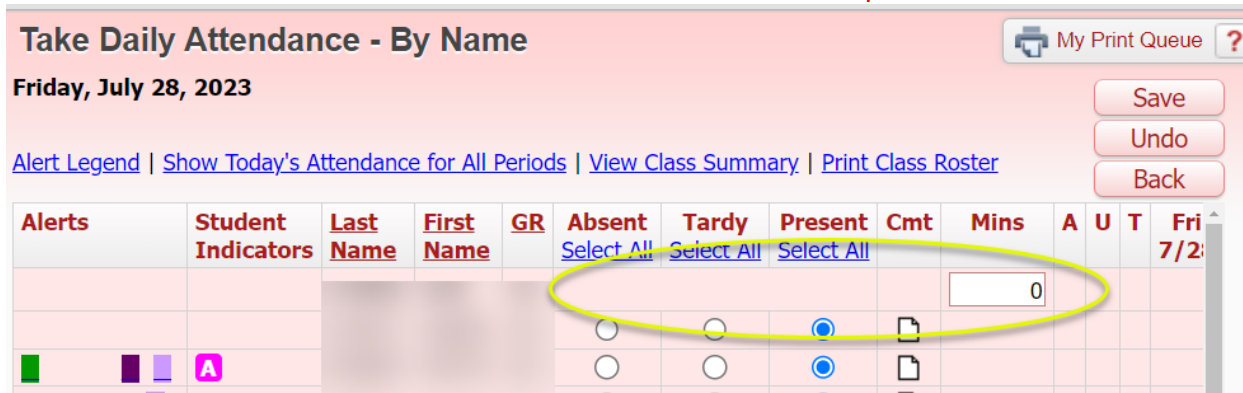 Take Daily Attendance - By Name
My Print Queue ?
Friday, July 28, 2023
Save
Undo
Alert Legend | Show Today's Attendance for All Periods | View Class Summary | Print Class Roster
Back
Alerts Student Indicators Last Name First Name GR Absent Select All Tardy Select All Present Select All Cmt Mins A U T Fri 7/28
0
A